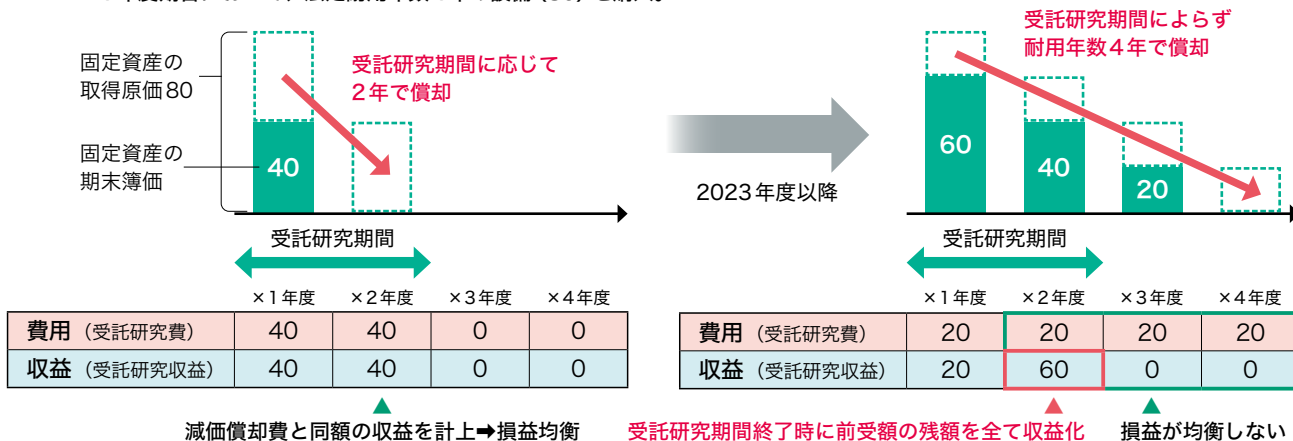 受託研究期間に応じて
2年で償却
固定資産の
取得原価80
固定資産の
期末簿価
40
受託研究期間
×1年度 ×2年度 ×3年度 ×4年度
費用（受託研究費） 40 40 0 0
収益（受託研究収益） 40 40 0 0
減価償却費と同額の収益を計上➡損益均衡
2023年度以降
受託研究期間によらず
耐用年数4年で償却
60 40 20
受託研究期間
×1年度 ×2年度 ×3年度 ×4年度
費用（受託研究費） 20 20 20 20
収益（受託研究収益） 20 60 0 0
受託研究期間終了時に前受額の残額を全て収益化
損益が均衡しない